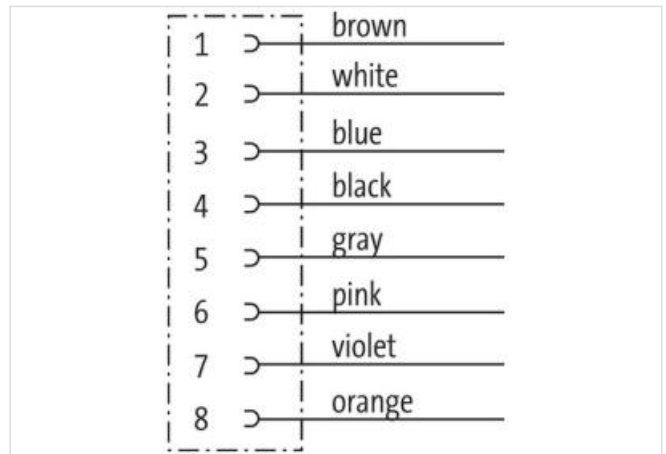 1 brown
2 white
3 blue
4 black
5 gray
6 pink
7 violet
8 orange